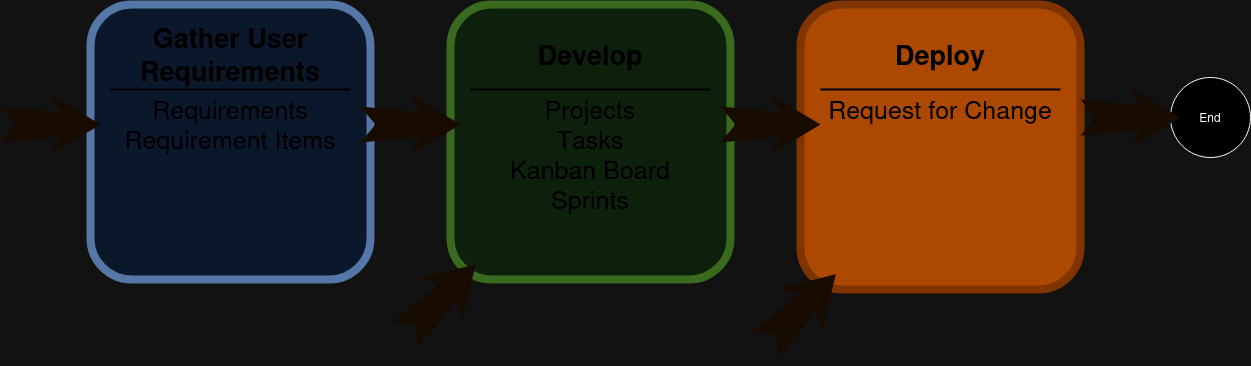 Gather User
Requirements
Requirements
Requirement Items
Develop
Projects
Tasks
Kanban Board
Sprints
Deploy
Request for Change
End